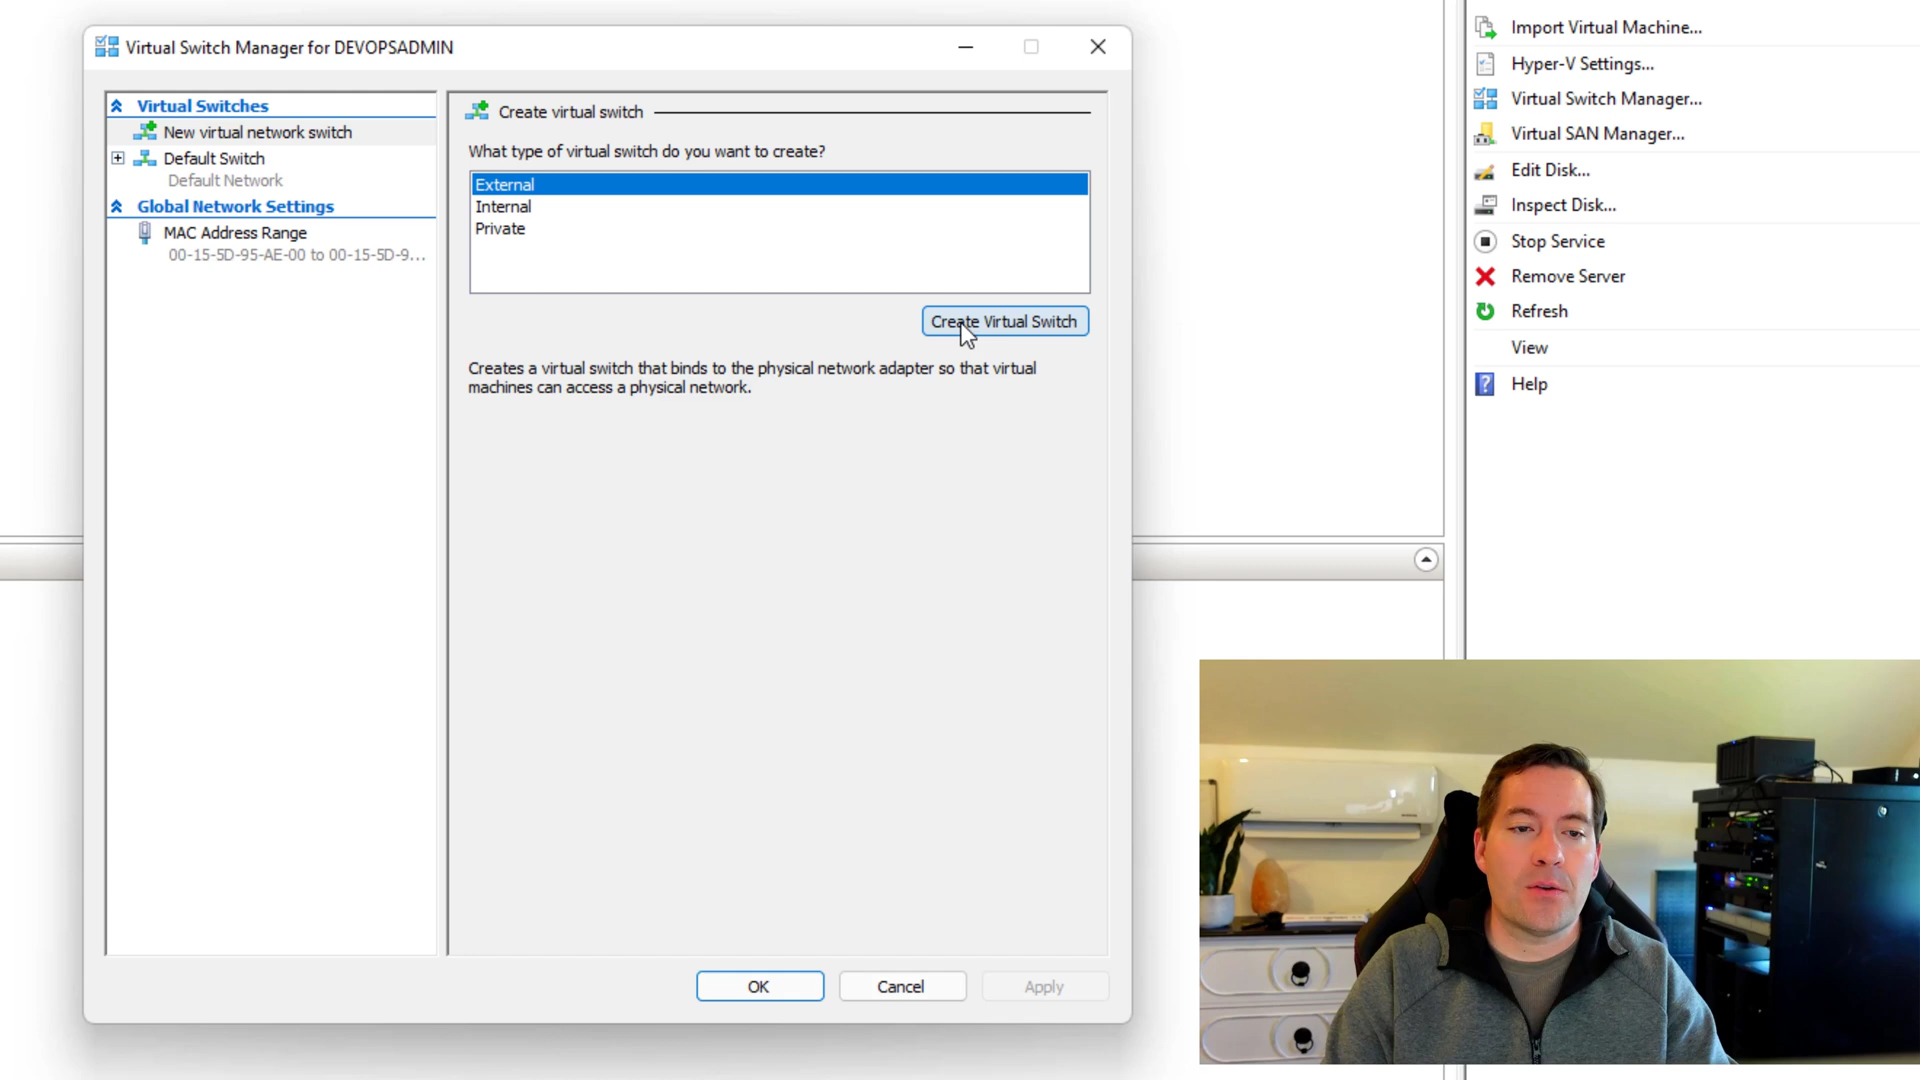 Virtual Switch Manager for DEVOPSADMIN
Virtual Switches
New virtual network switch
Default Switch
Default Network
Global Network Settings
MAC Address Range
00-15-5D-95-AE-00 to 00-15-5D-9...
Create virtual switch
What type of virtual switch do you want to create?
External
Internal
Private
Create Virtual Switch
Creates a virtual switch that binds to the physical network adapter so that virtual
machines can access a physical network.
OK
Cancel
Apply
Import Virtual Machine...
Hyper-V Settings...
Virtual Switch Manager...
Virtual SAN Manager...
Edit Disk...
Inspect Disk...
Stop Service
Remove Server
Refresh
View
Help